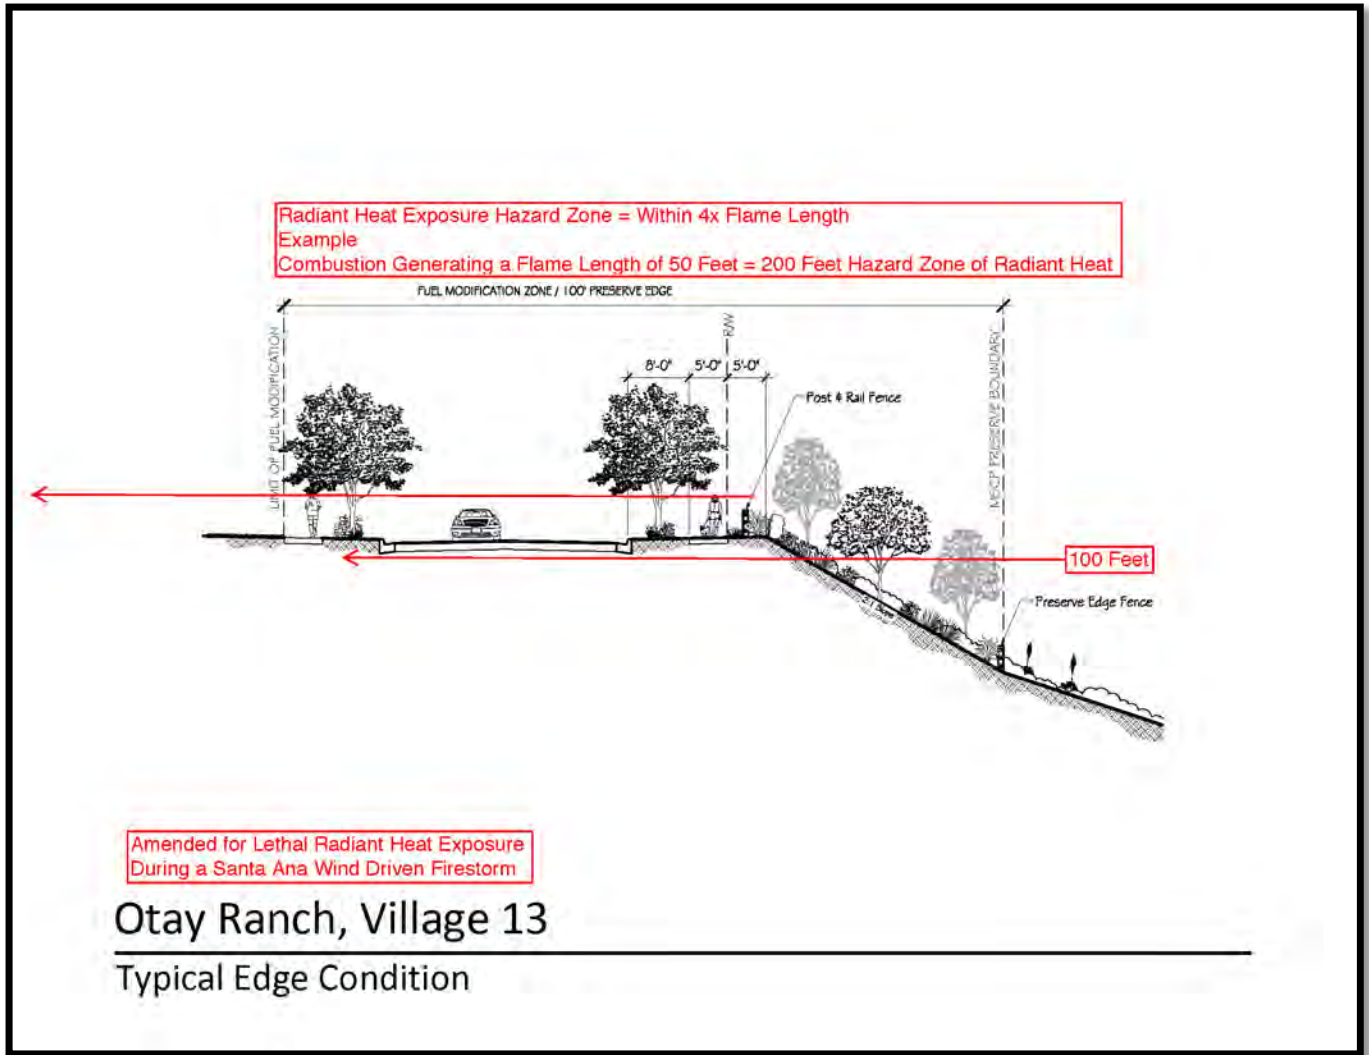 Radiant Heat Exposure Hazard Zone = Within 4x Flame Length
Example
Combustion Generating a Flame Length of 50 Feet = 200 Feet Hazard Zone of Radiant Heat
FUEL MODIFICATION ZONE / 100' PRESERVE EDGE
LIMIT OF FUEL MODIFICATION
R/W
MSCP PRESERVE BOUNDARY
8'-0" 5'-0" 5'-0"
Post & Rail Fence
100 Feet
2:1 Slope
Preserve Edge Fence
Amended for Lethal Radiant Heat Exposure
During a Santa Ana Wind Driven Firestorm
Otay Ranch, Village 13
Typical Edge Condition